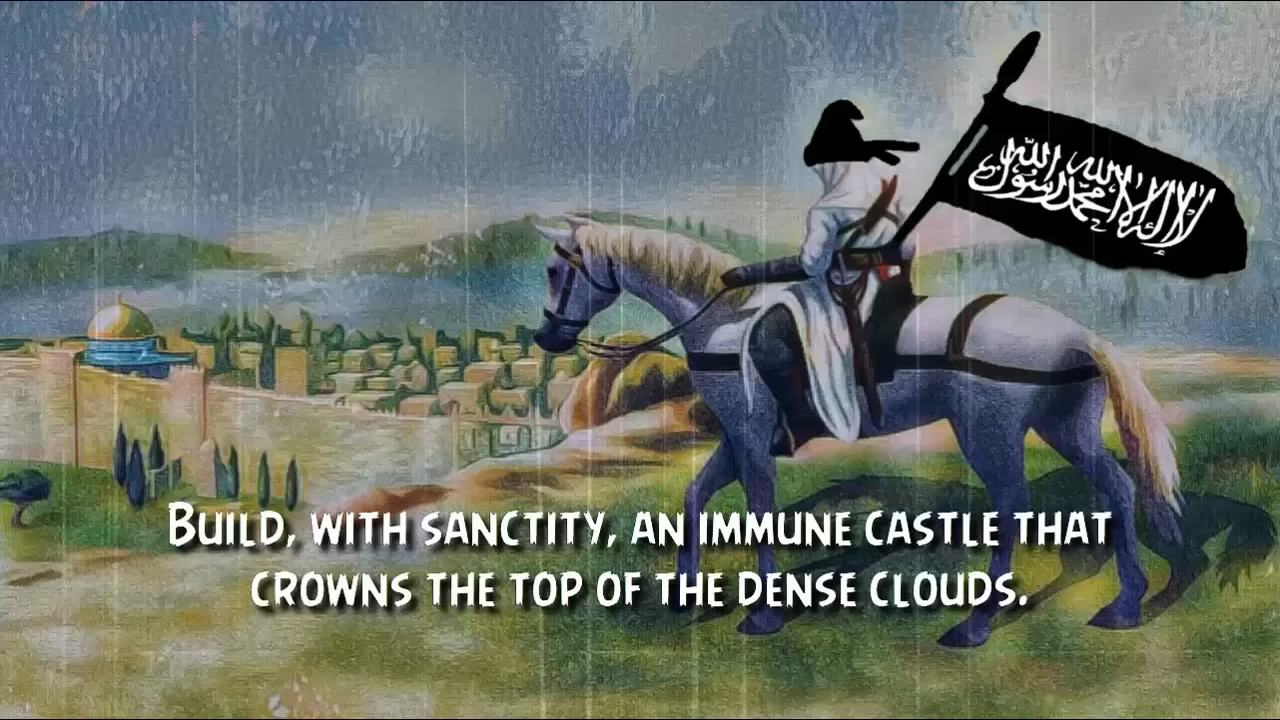 لا إله إلا الله محمد رسول الله
BUILD, WITH SANCTITY, AN IMMUNE CASTLE THAT
CROWNS THE TOP OF THE DENSE CLOUDS.